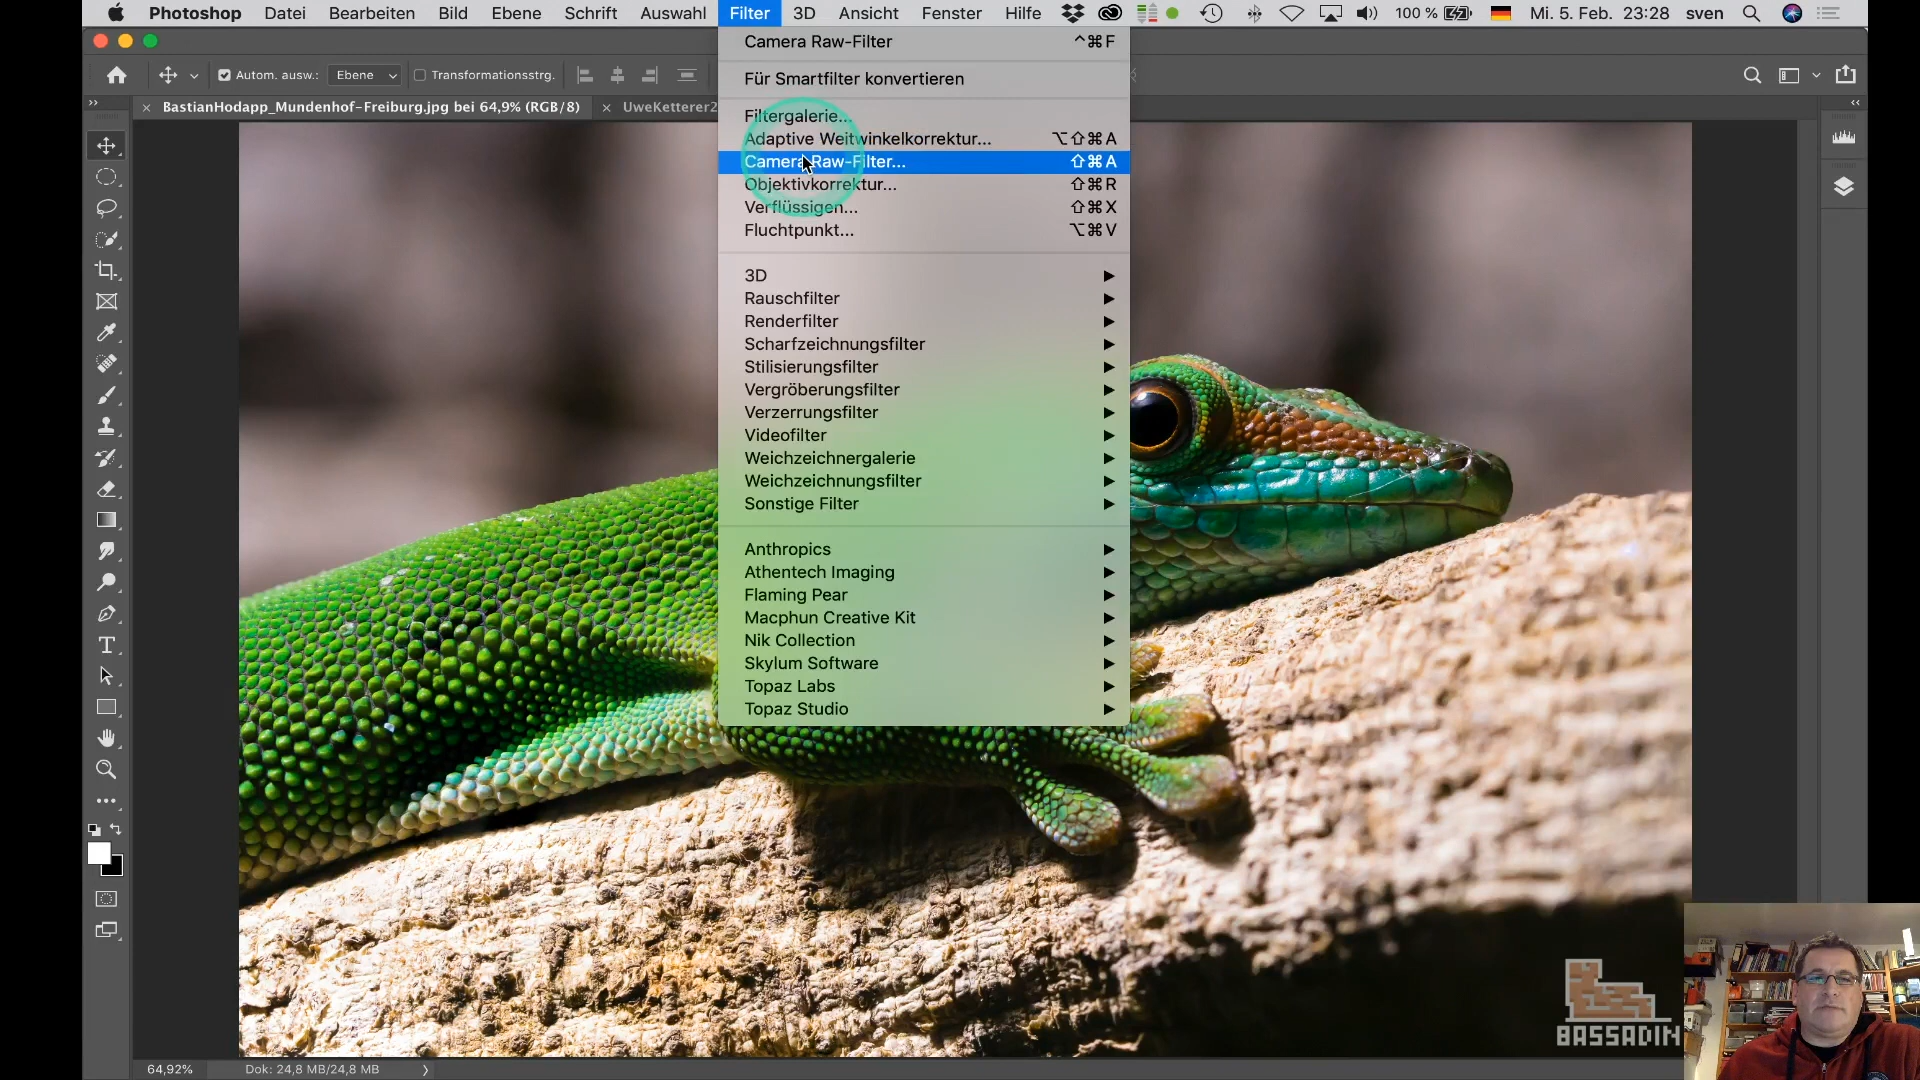 Photoshop Datei Bearbeiten Bild Ebene Schrift Auswahl Filter 3D Ansicht Fenster Hilfe 100 % Mi. 5. Feb. 23:28 sven
Autom. ausw.: Ebene Transformationsstrg.
BastianHodapp_Mundenhof-Freiburg.jpg bei 64,9% (RGB/8) UweKetterer2
Camera Raw-Filter ^⌘F
Für Smartfilter konvertieren
Filtergalerie...
Adaptive Weitwinkelkorrektur... ⌥⇧⌘A
Camera Raw-Filter... ⇧⌘A
Objektivkorrektur... ⇧⌘R
Verflüssigen... ⇧⌘X
Fluchtpunkt... ⌥⌘V
3D
Rauschfilter
Renderfilter
Scharfzeichnungsfilter
Stilisierungsfilter
Vergröberungsfilter
Verzerrungsfilter
Videofilter
Weichzeichnergalerie
Weichzeichnungsfilter
Sonstige Filter
Anthropics
Athentech Imaging
Flaming Pear
Macphun Creative Kit
Nik Collection
Skylum Software
Topaz Labs
Topaz Studio
BASSADIN
64,92% Dok: 24,8 MB/24,8 MB